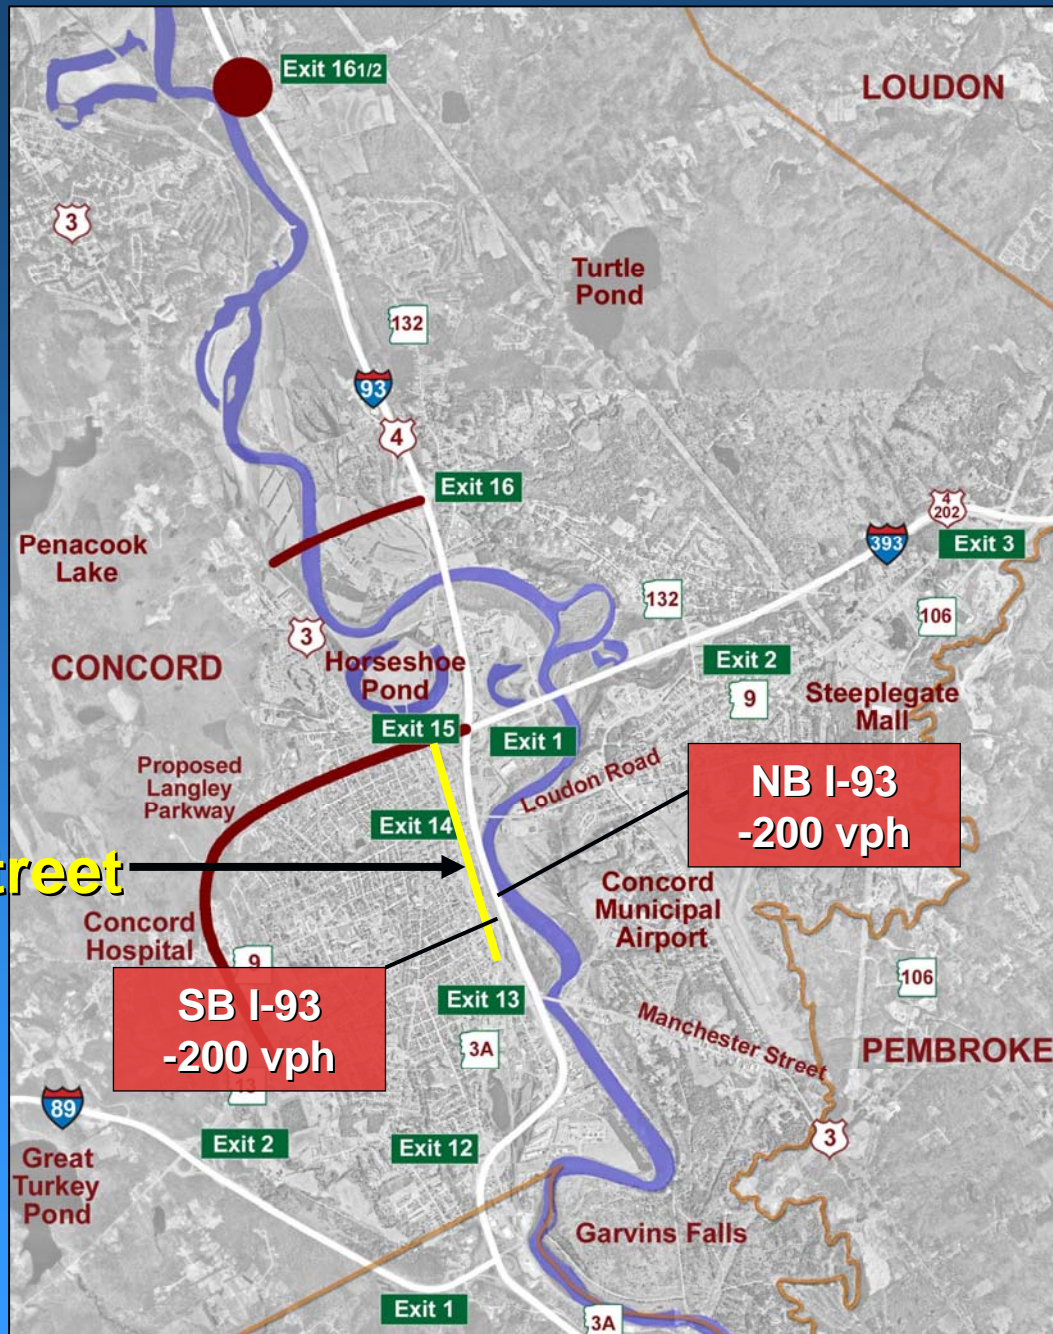 Exit 16 1/2
LOUDON
3
Turtle
Pond
132
93
4
Exit 16
4
202
393
Exit 3
Penacook
Lake
132
106
3
CONCORD
Horseshoe
Pond
Exit 2
9
Steeplegate
Mall
Exit 15
Exit 1
Proposed
Langley
Parkway
Loudon Road
NB I-93
-200 vph
Exit 14
treet
Concord
Municipal
Airport
Concord
Hospital
9
106
SB I-93
-200 vph
Exit 13
Manchester Street
3A
PEMBROKE
13
89
3
Exit 2
Exit 12
Great
Turkey
Pond
Garvins Falls
Exit 1
3A